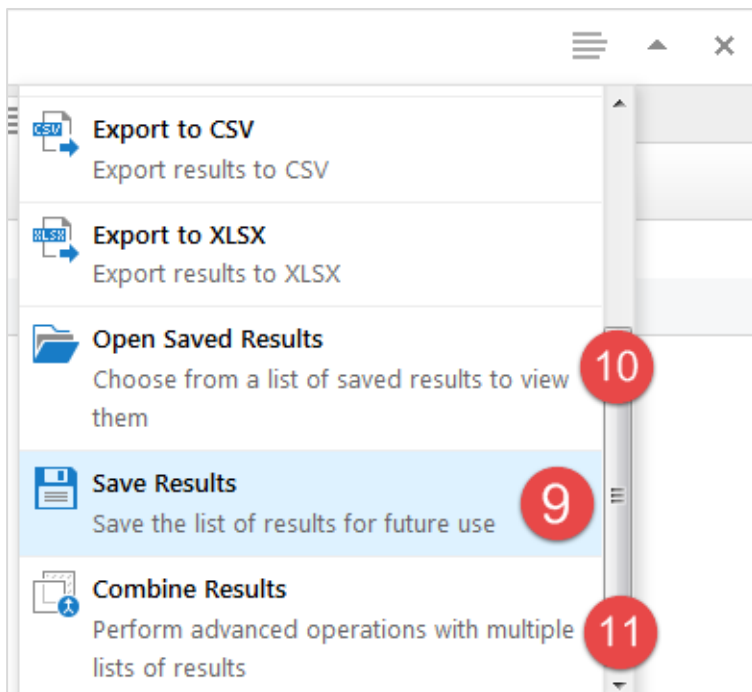 CSV
Export to CSV
Export results to CSV
XLSX
Export to XLSX
Export results to XLSX
Open Saved Results
10
Choose from a list of saved results to view
them
Save Results
9
Save the list of results for future use
Combine Results
Perform advanced operations with multiple
11
lists of results